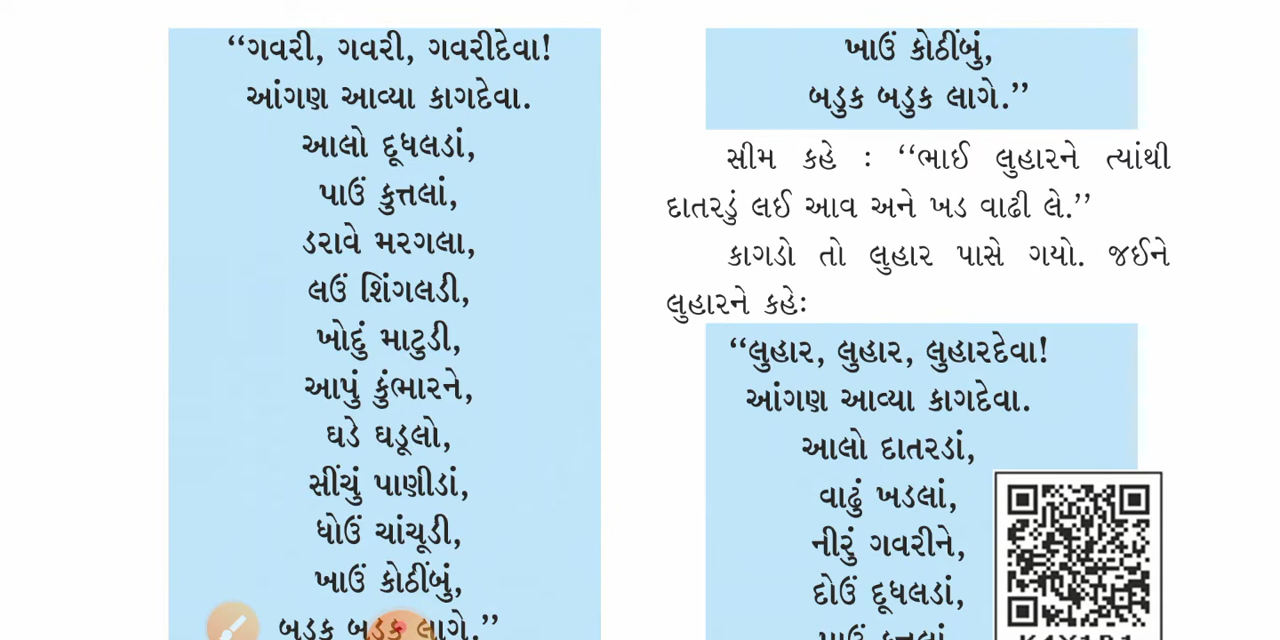 “ગવરી, ગવરી, ગવરીદેવા!
આંગણ આવ્યા કાગદેવા.
આલો દૂધલડાં,
પાઉં કુત્તલાં,
ડરાવે મરગલા,
લઉં શિંગલડી,
ખોદું માટુડી,
આપું કુંભારને,
ઘડે ઘડૂલો,
સીંચું પાણીડાં,
ધોઉં ચાંચૂડી,
ખાઉં કોઠીંબું,
બડુક બડુક લાગે.”
ખાઉં કોઠીંબું,
બડુક બડુક લાગે.”
સીમ કહે : “ભાઈ લુહારને ત્યાંથી
દાતરડું લઈ આવ અને ખડ વાઢી લે.”
કાગડો તો લુહાર પાસે ગયો. જઈને
લુહારને કહેઃ
“લુહાર, લુહાર, લુહારદેવા!
આંગણ આવ્યા કાગદેવા.
આલો દાતરડાં,
વાઢું ખડલાં,
નીરું ગવરીને,
દોઉં દૂધલડાં,
પાઉં કુત્તલાં,